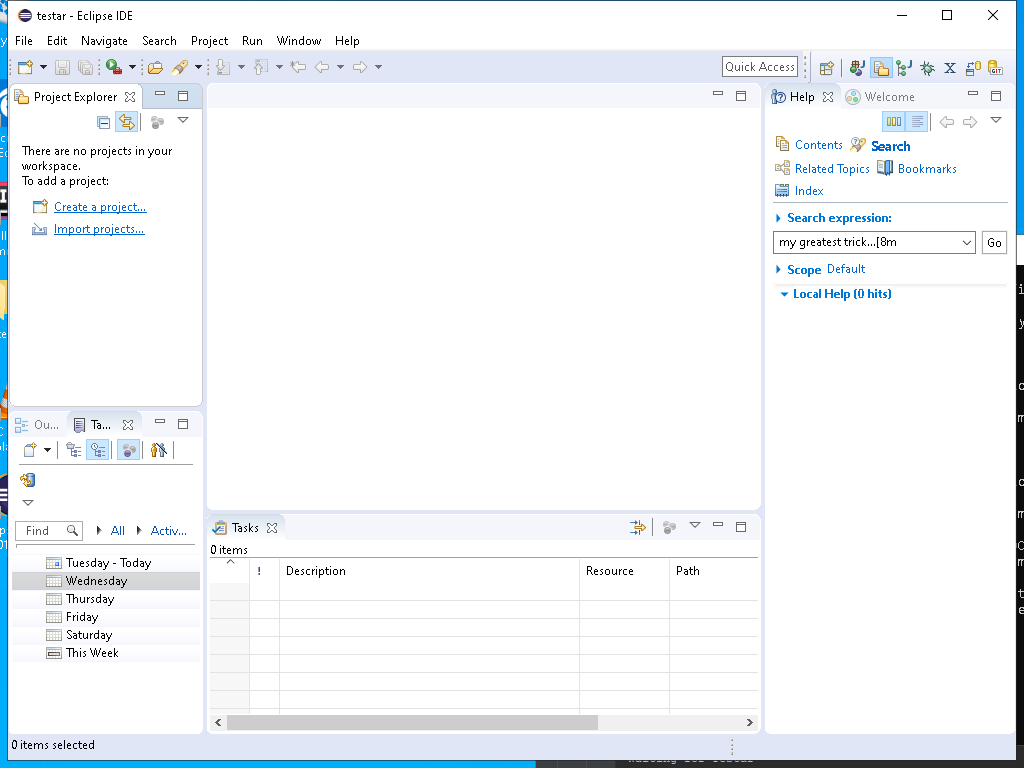 testar - Eclipse IDE
File Edit Navigate Search Project Run Window Help
Quick Access
Project Explorer
There are no projects in your
workspace.
To add a project:
Create a project...
Import projects...
Ou...
Ta...
Find
All
Activ...
Tuesday - Today
Wednesday
Thursday
Friday
Saturday
This Week
Tasks
0 items
! Description Resource Path
Help
Welcome
Contents
Search
Related Topics
Bookmarks
Index
Search expression:
my greatest trick...[8m
Go
Scope Default
Local Help (0 hits)
0 items selected